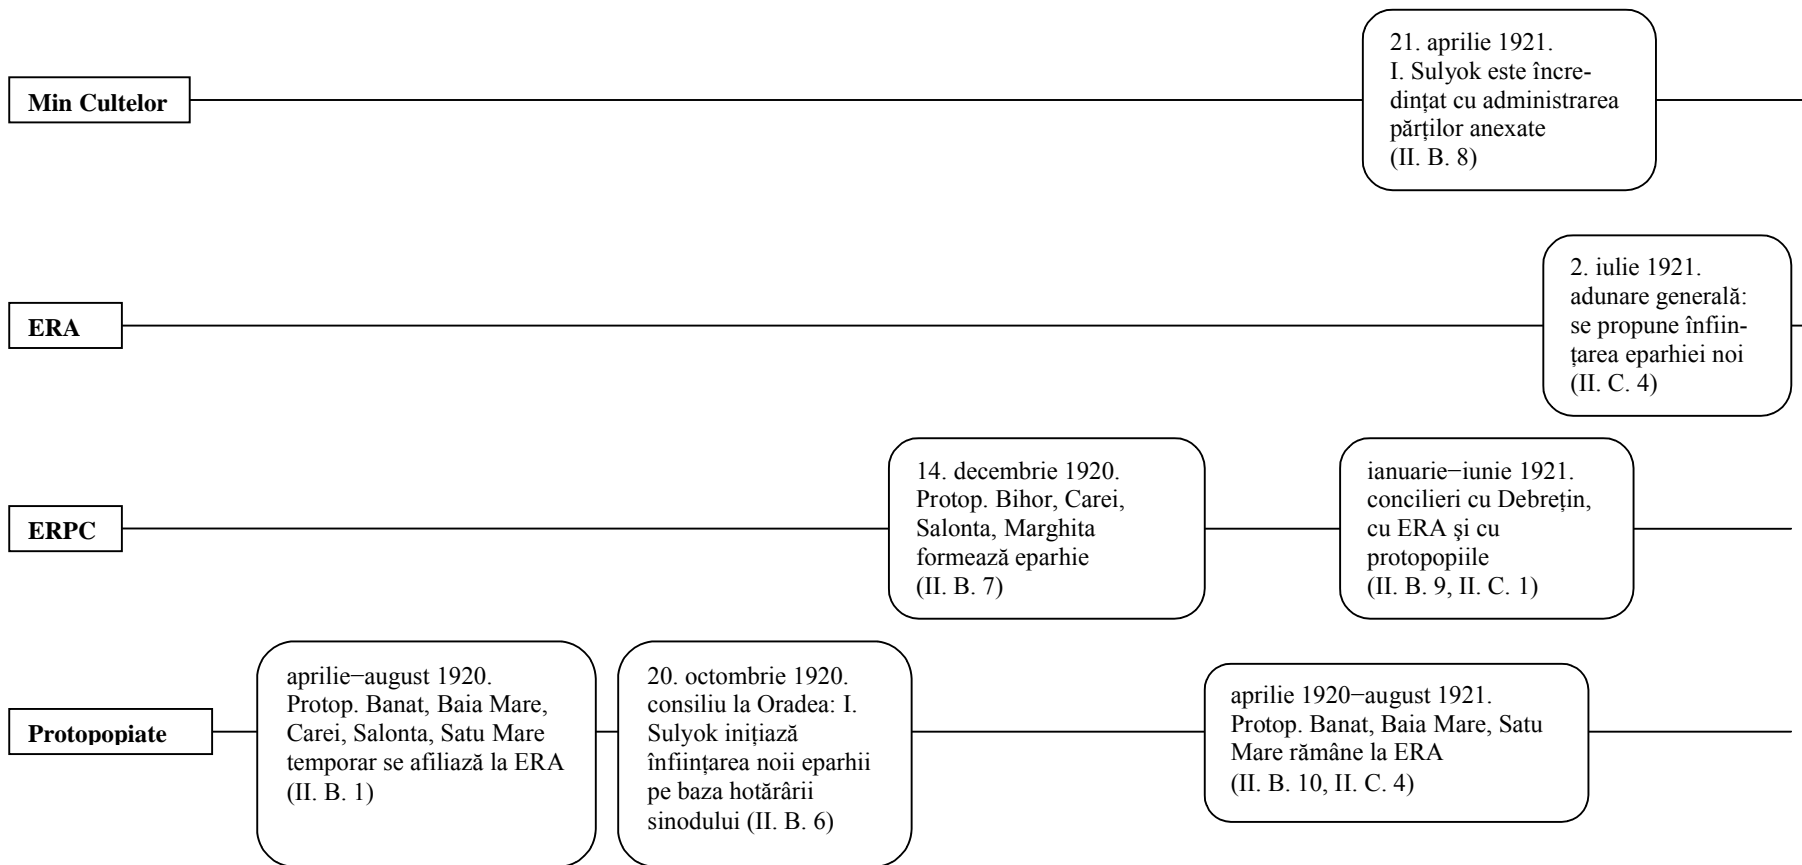 Min Cultelor
21. aprilie 1921.
I. Sulyok este încre-
dințat cu administrarea
părților anexate
(II. B. 8)
ERA
2. iulie 1921.
adunare generală:
se propune înfiin-
țarea eparhiei noi
(II. C. 4)
ERPC
14. decembrie 1920.
Protop. Bihor, Carei,
Salonta, Marghita
formează eparhie
(II. B. 7)
ianuarie−iunie 1921.
concilieri cu Debrețin,
cu ERA şi cu
protopopiile
(II. B. 9, II. C. 1)
Protopopiate
aprilie−august 1920.
Protop. Banat, Baia Mare,
Carei, Salonta, Satu Mare
temporar se afiliază la ERA
(II. B. 1)
20. octombrie 1920.
consiliu la Oradea: I.
Sulyok inițiază
înființarea noii eparhii
pe baza hotărârii
sinodului (II. B. 6)
aprilie 1920−august 1921.
Protop. Banat, Baia Mare, Satu
Mare rămâne la ERA
(II. B. 10, II. C. 4)